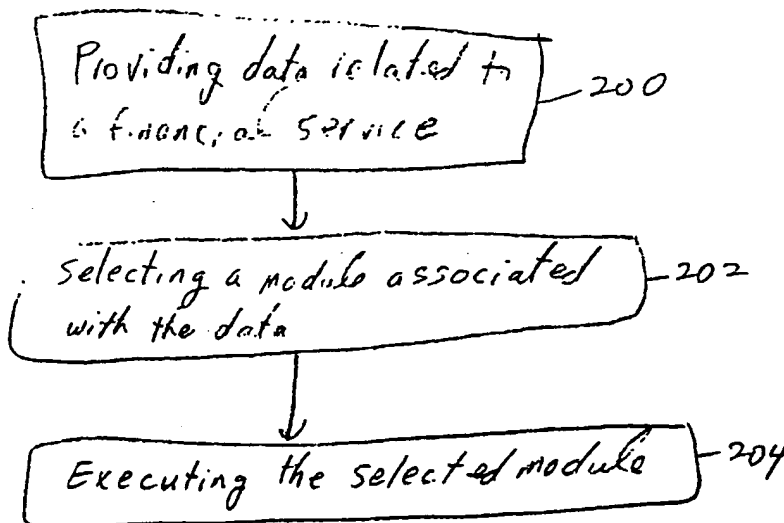 Providing data related to
a financial service
200
selecting a module associated
with the data
202
Executing the selected module
204